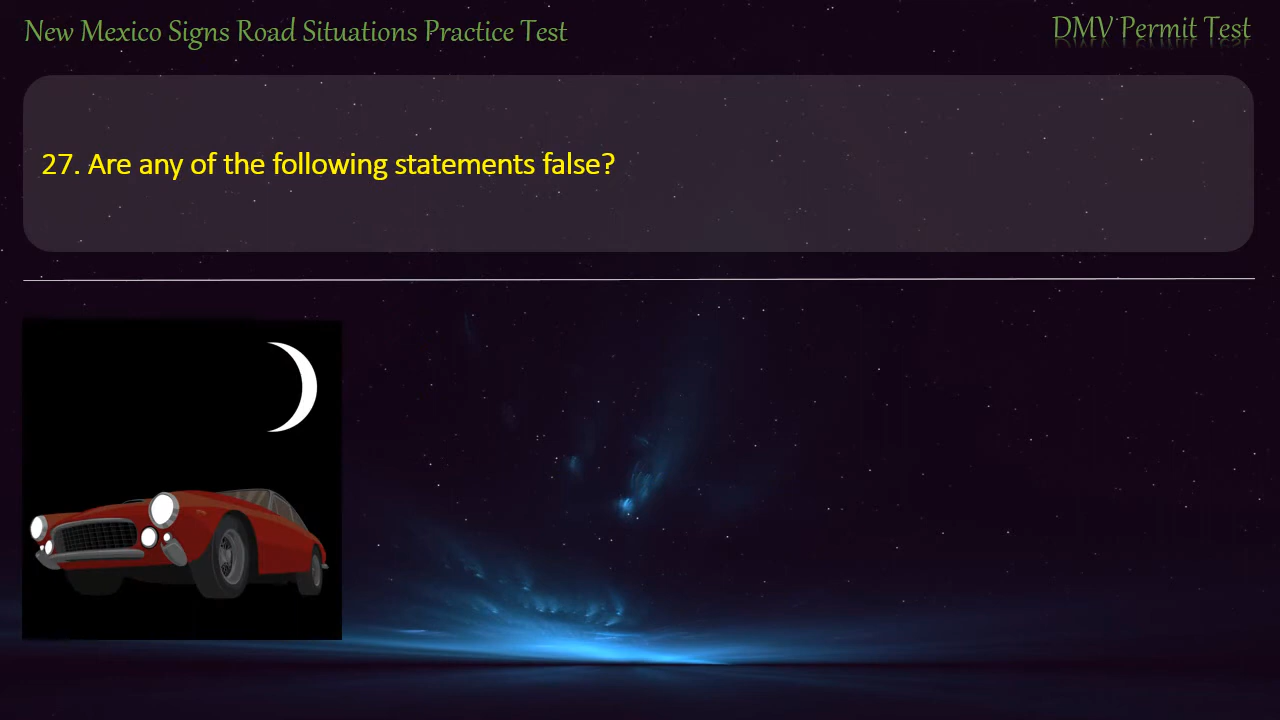 New Mexico Signs Road Situations Practice Test
DMV Permit Test
27. Are any of the following statements false?